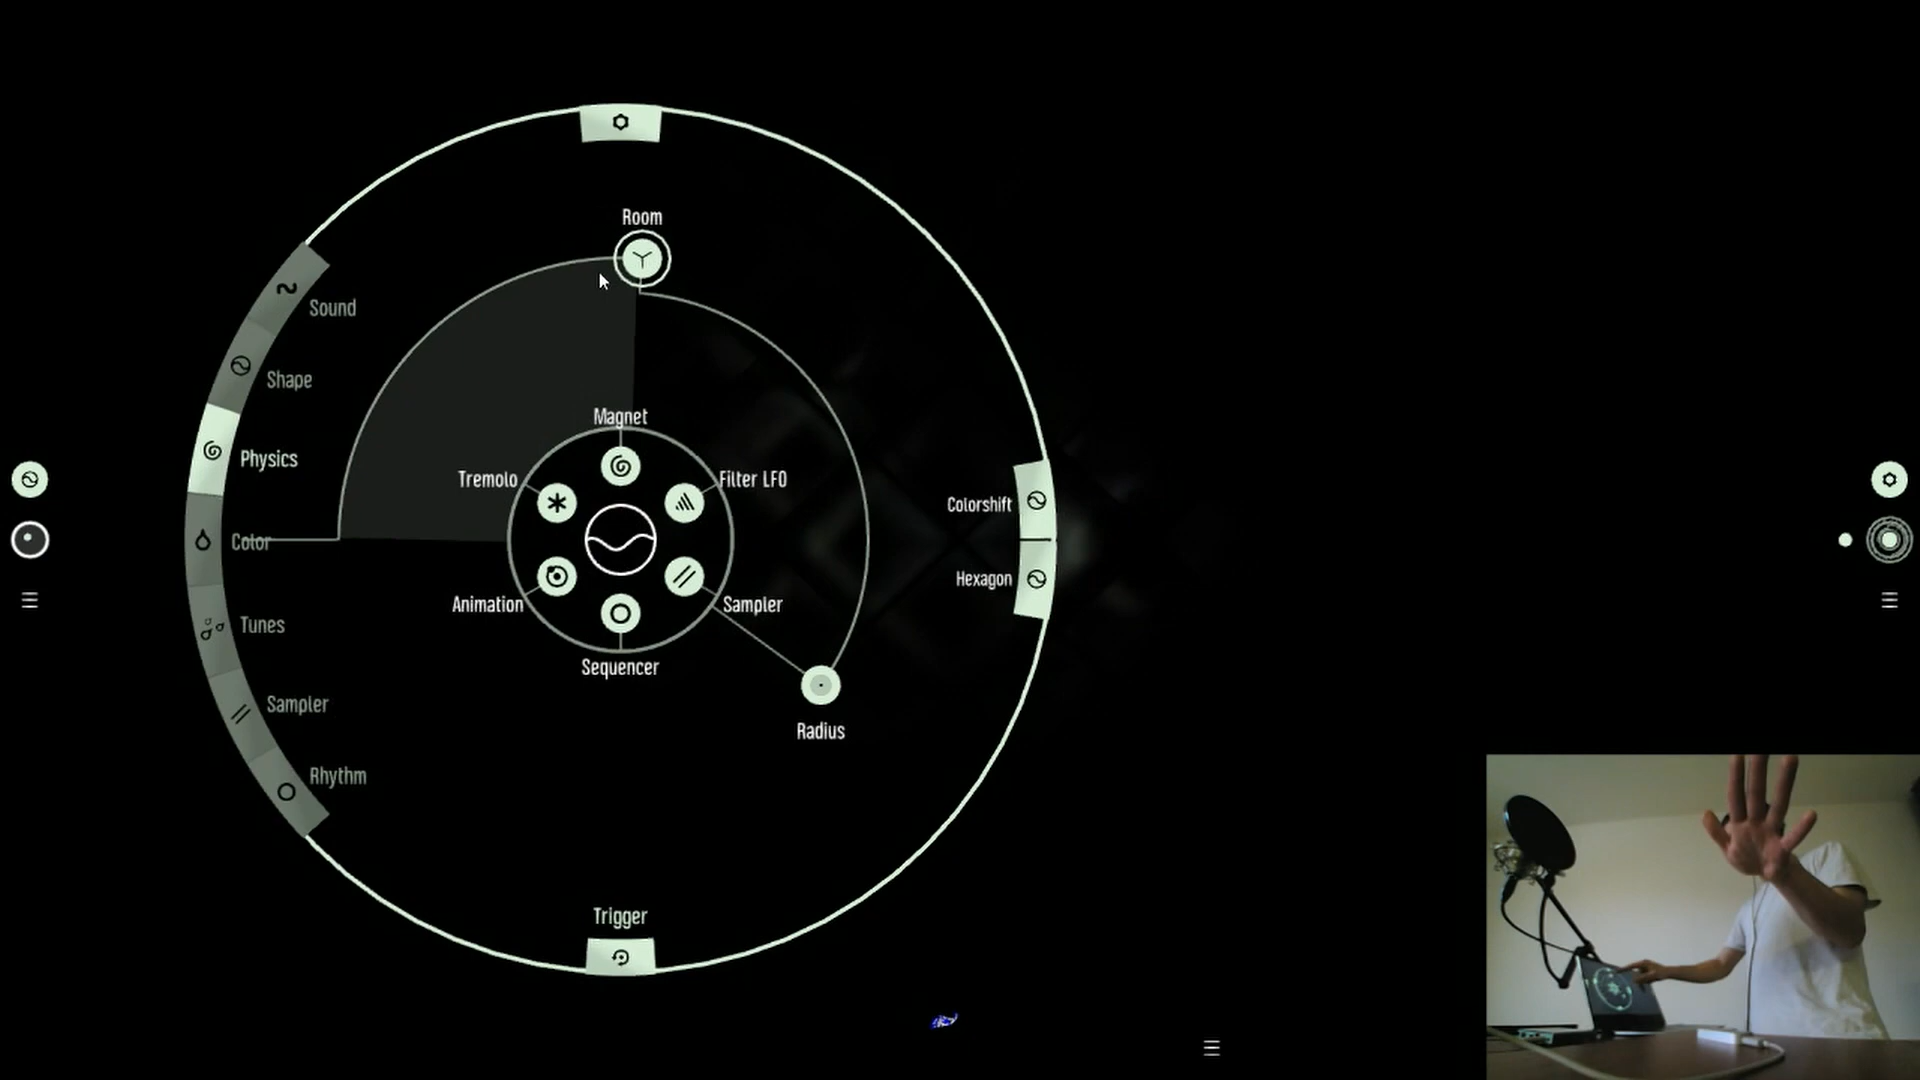 Room
Sound
Shape
Magnet
Physics
Tremolo
Filter LFO
Colorshift
Color
Hexagon
Animation
Sampler
Tunes
Sequencer
Sampler
Radius
Rhythm
Trigger